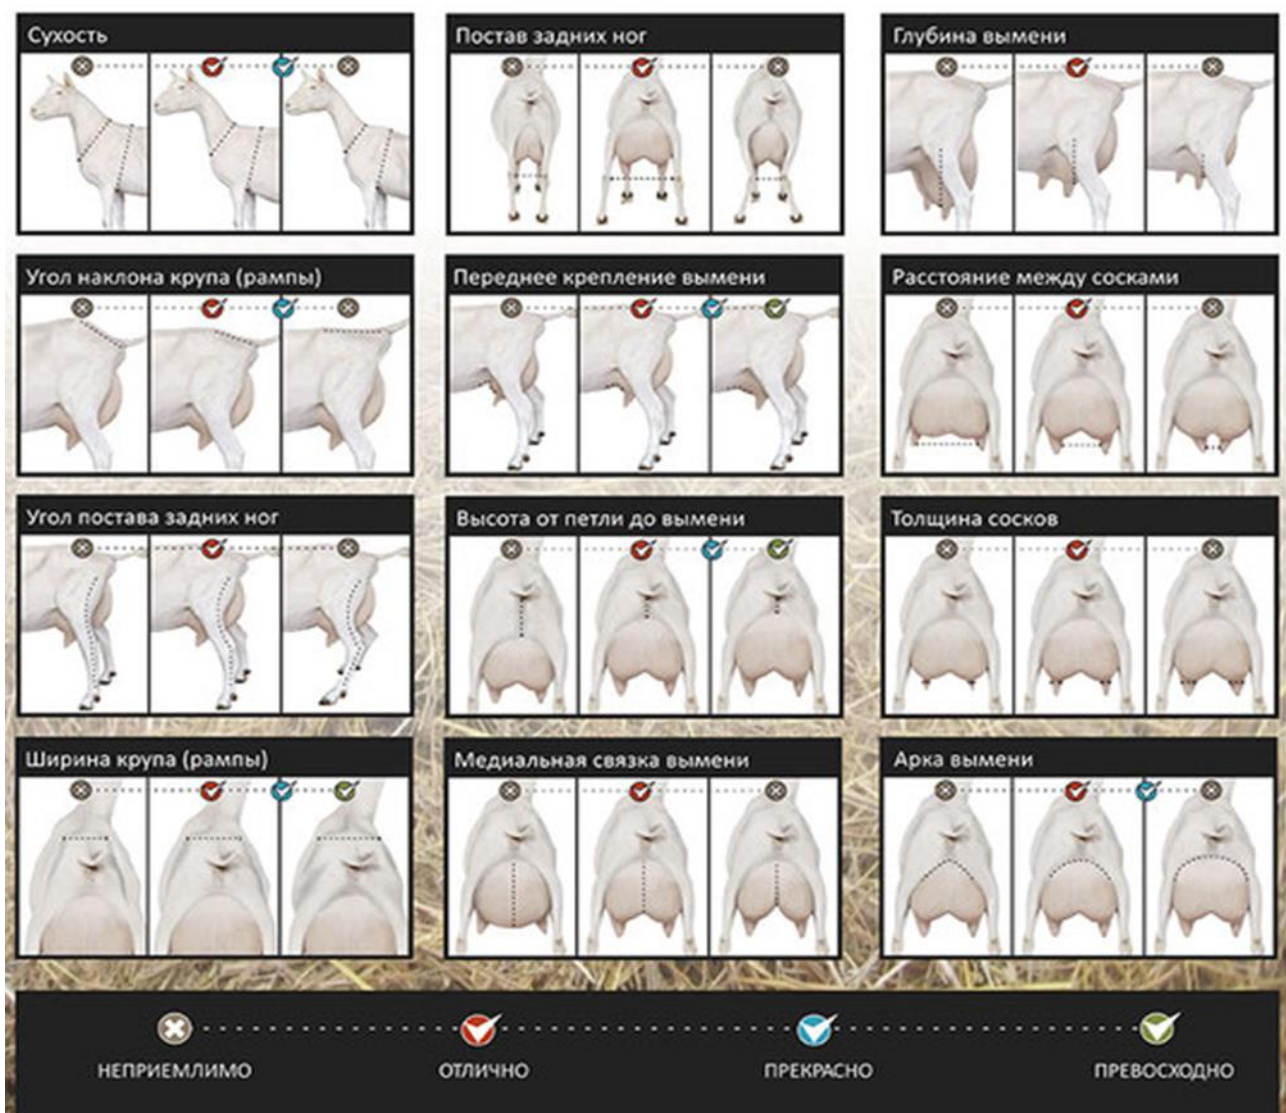 Сухость
Постав задних ног
Глубина вымени
Угол наклона крупа (рампы)
Переднее крепление вымени
Расстояние между сосками
Угол постава задних ног
Высота от петли до вымени
Толщина сосков
Ширина крупа (рампы)
Медиальная связка вымени
Арка вымени
НЕПРИЕМЛИМО
ОТЛИЧНО
ПРЕКРАСНО
ПРЕВОСХОДНО